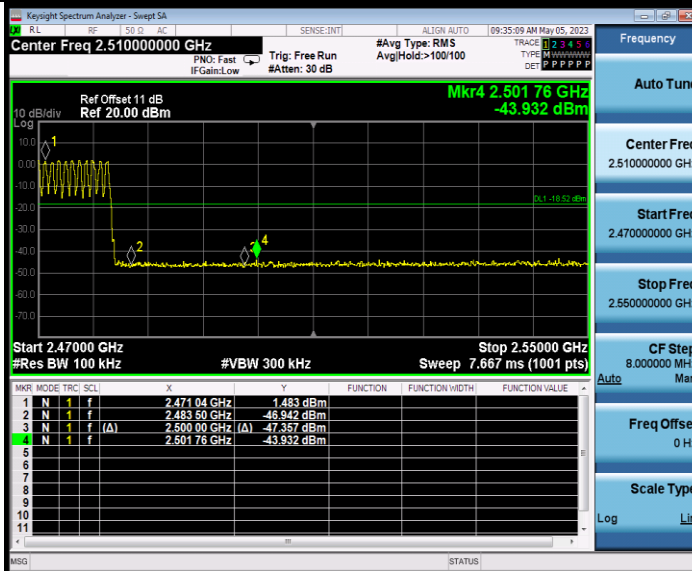 Keysight Spectrum Analyzer - Swept SA
RL RF 50 Ω AC SENSE:INT ALIGN AUTO 09:35:09 AM May 05, 2023
Center Freq 2.510000000 GHz
PNO: Fast
IFGain:Low
Trig: Free Run
#Atten: 30 dB
#Avg Type: RMS
Avg|Hold:>100/100
TRACE 1 2 3 4 5 6
TYPE M
DET P P P P P P
Ref Offset 11 dB
10 dB/div Ref 20.00 dBm
Log
Mkr4 2.501 76 GHz
-43.932 dBm
10.0
0.00
-10.0
-20.0
-30.0
-40.0
-50.0
-60.0
-70.0
1
2
4
DL1 -18.52 dBm
Start 2.47000 GHz Stop 2.55000 GHz
#Res BW 100 kHz #VBW 300 kHz Sweep 7.667 ms (1001 pts)
MKR MODE TRC SCL X Y FUNCTION FUNCTION WIDTH FUNCTION VALUE
1 N 1 f 2.471 04 GHz 1.483 dBm
2 N 1 f 2.483 50 GHz -46.942 dBm
3 N 1 f (Δ) 2.500 00 GHz (Δ) -47.357 dBm
4 N 1 f 2.501 76 GHz -43.932 dBm
5
6
7
8
9
10
11
MSG STATUS
Frequency
Auto Tune
Center Freq
2.510000000 GHz
Start Freq
2.470000000 GHz
Stop Freq
2.550000000 GHz
CF Step
8.000000 MHz
Auto Man
Freq Offset
0 Hz
Scale Type
Log Lin